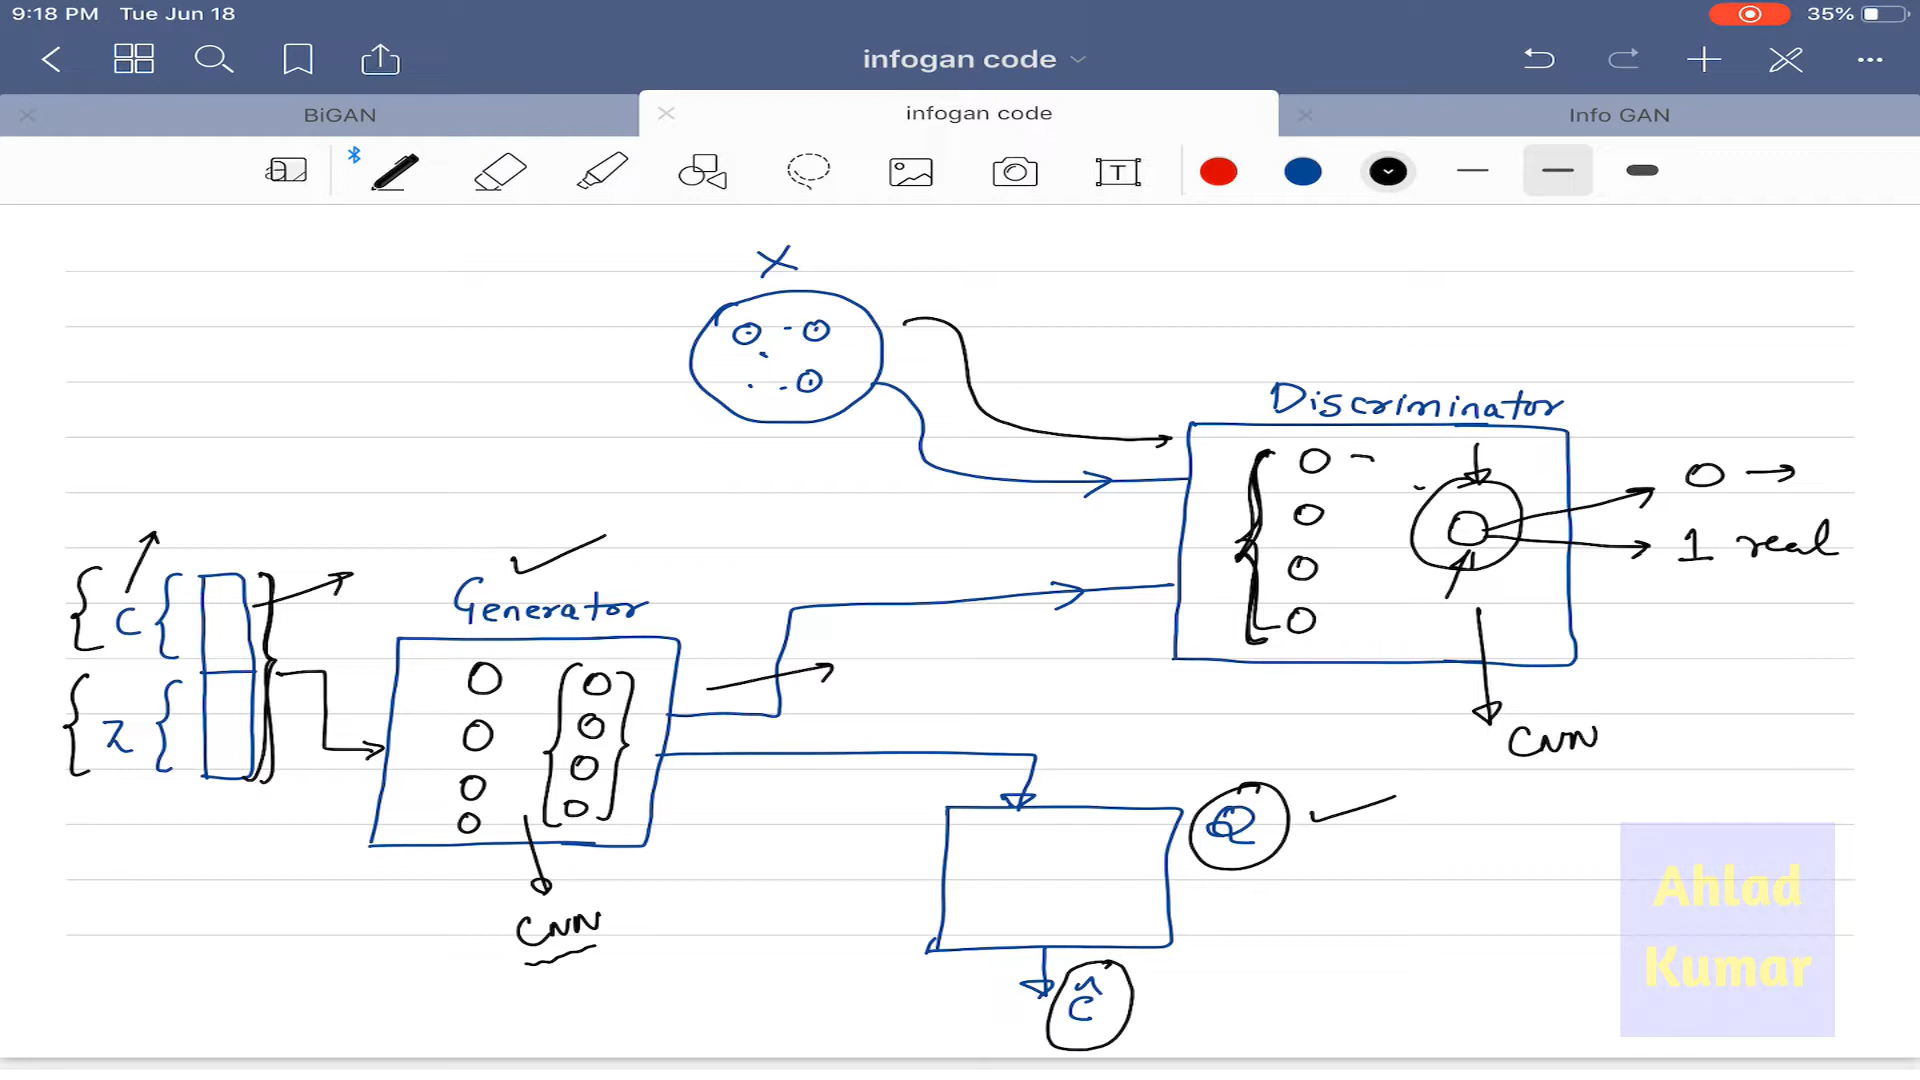 9:18 PM Tue Jun 18
35%
infogan code
BiGAN
infogan code
Info GAN
T
X
Discriminator
0 →
1 real
Generator
C
Z
CNN
Q
CNN
Ĉ
Ahlad
Kumar